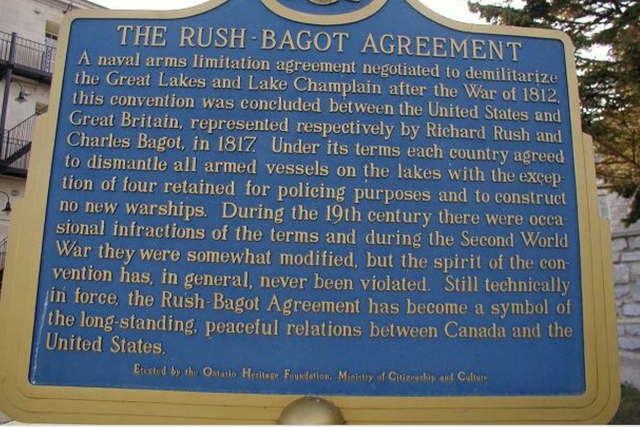 THE RUSH-BAGOT AGREEMENT
A naval arms limitation agreement negotiated to demilitarize
the Great Lakes and Lake Champlain after the War of 1812,
this convention was concluded between the United States and
Great Britain, represented respectively by Richard Rush and
Charles Bagot, in 1817. Under its terms each country agreed
to dismantle all armed vessels on the lakes with the excep-
tion of four retained for policing purposes and to construct
no new warships. During the 19th century there were occa-
sional infractions of the terms and during the Second World
War they were somewhat modified, but the spirit of the con-
vention has, in general, never been violated. Still technically
in force, the Rush-Bagot Agreement has become a symbol of
the long-standing, peaceful relations between Canada and the
United States.
Erected by the Ontario Heritage Foundation, Ministry of Citizenship and Culture